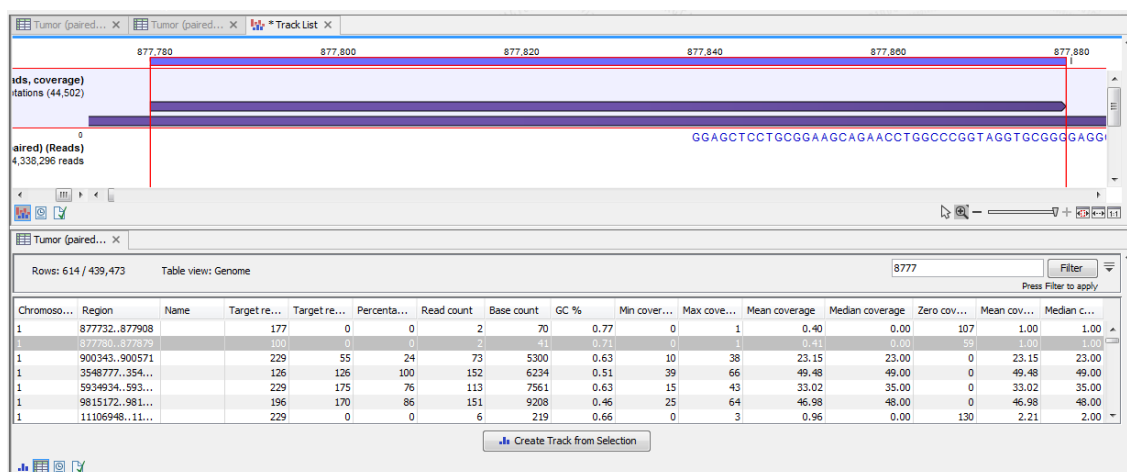 Tumor (paired... Tumor (paired... * Track List
877,780 877,800 877,820 877,840 877,860 877,880
ids, coverage)
tations (44,502)
0 GGAGCTCCTGCGGAAGCAGAACCTGGCCCGGTAGGTGCGGGGAGG
aired) (Reads)
4,338,296 reads
1:1
Tumor (paired...
Rows: 614 / 439,473 Table view: Genome 8777 Filter
Press Filter to apply
Chromoso... Region Name Target re... Target re... Percenta... Read count Base count GC % Min cover... Max cove... Mean coverage Median coverage Zero cov... Mean cov... Median c...
1 877732..877908 177 0 0 2 70 0.77 0 1 0.40 0.00 107 1.00 1.00
1 877780..877879 100 0 0 2 41 0.71 0 1 0.41 0.00 59 1.00 1.00
1 900343..900571 229 55 24 73 5300 0.63 10 38 23.15 23.00 0 23.15 23.00
1 3548777..354... 126 126 100 152 6234 0.51 39 66 49.48 49.00 0 49.48 49.00
1 5934934..593... 229 175 76 113 7561 0.63 15 43 33.02 35.00 0 33.02 35.00
1 9815172..981... 196 170 86 151 9208 0.46 25 64 46.98 48.00 0 46.98 48.00
1 11106948..11... 229 0 0 6 219 0.66 0 3 0.96 0.00 130 2.21 2.00
Create Track from Selection